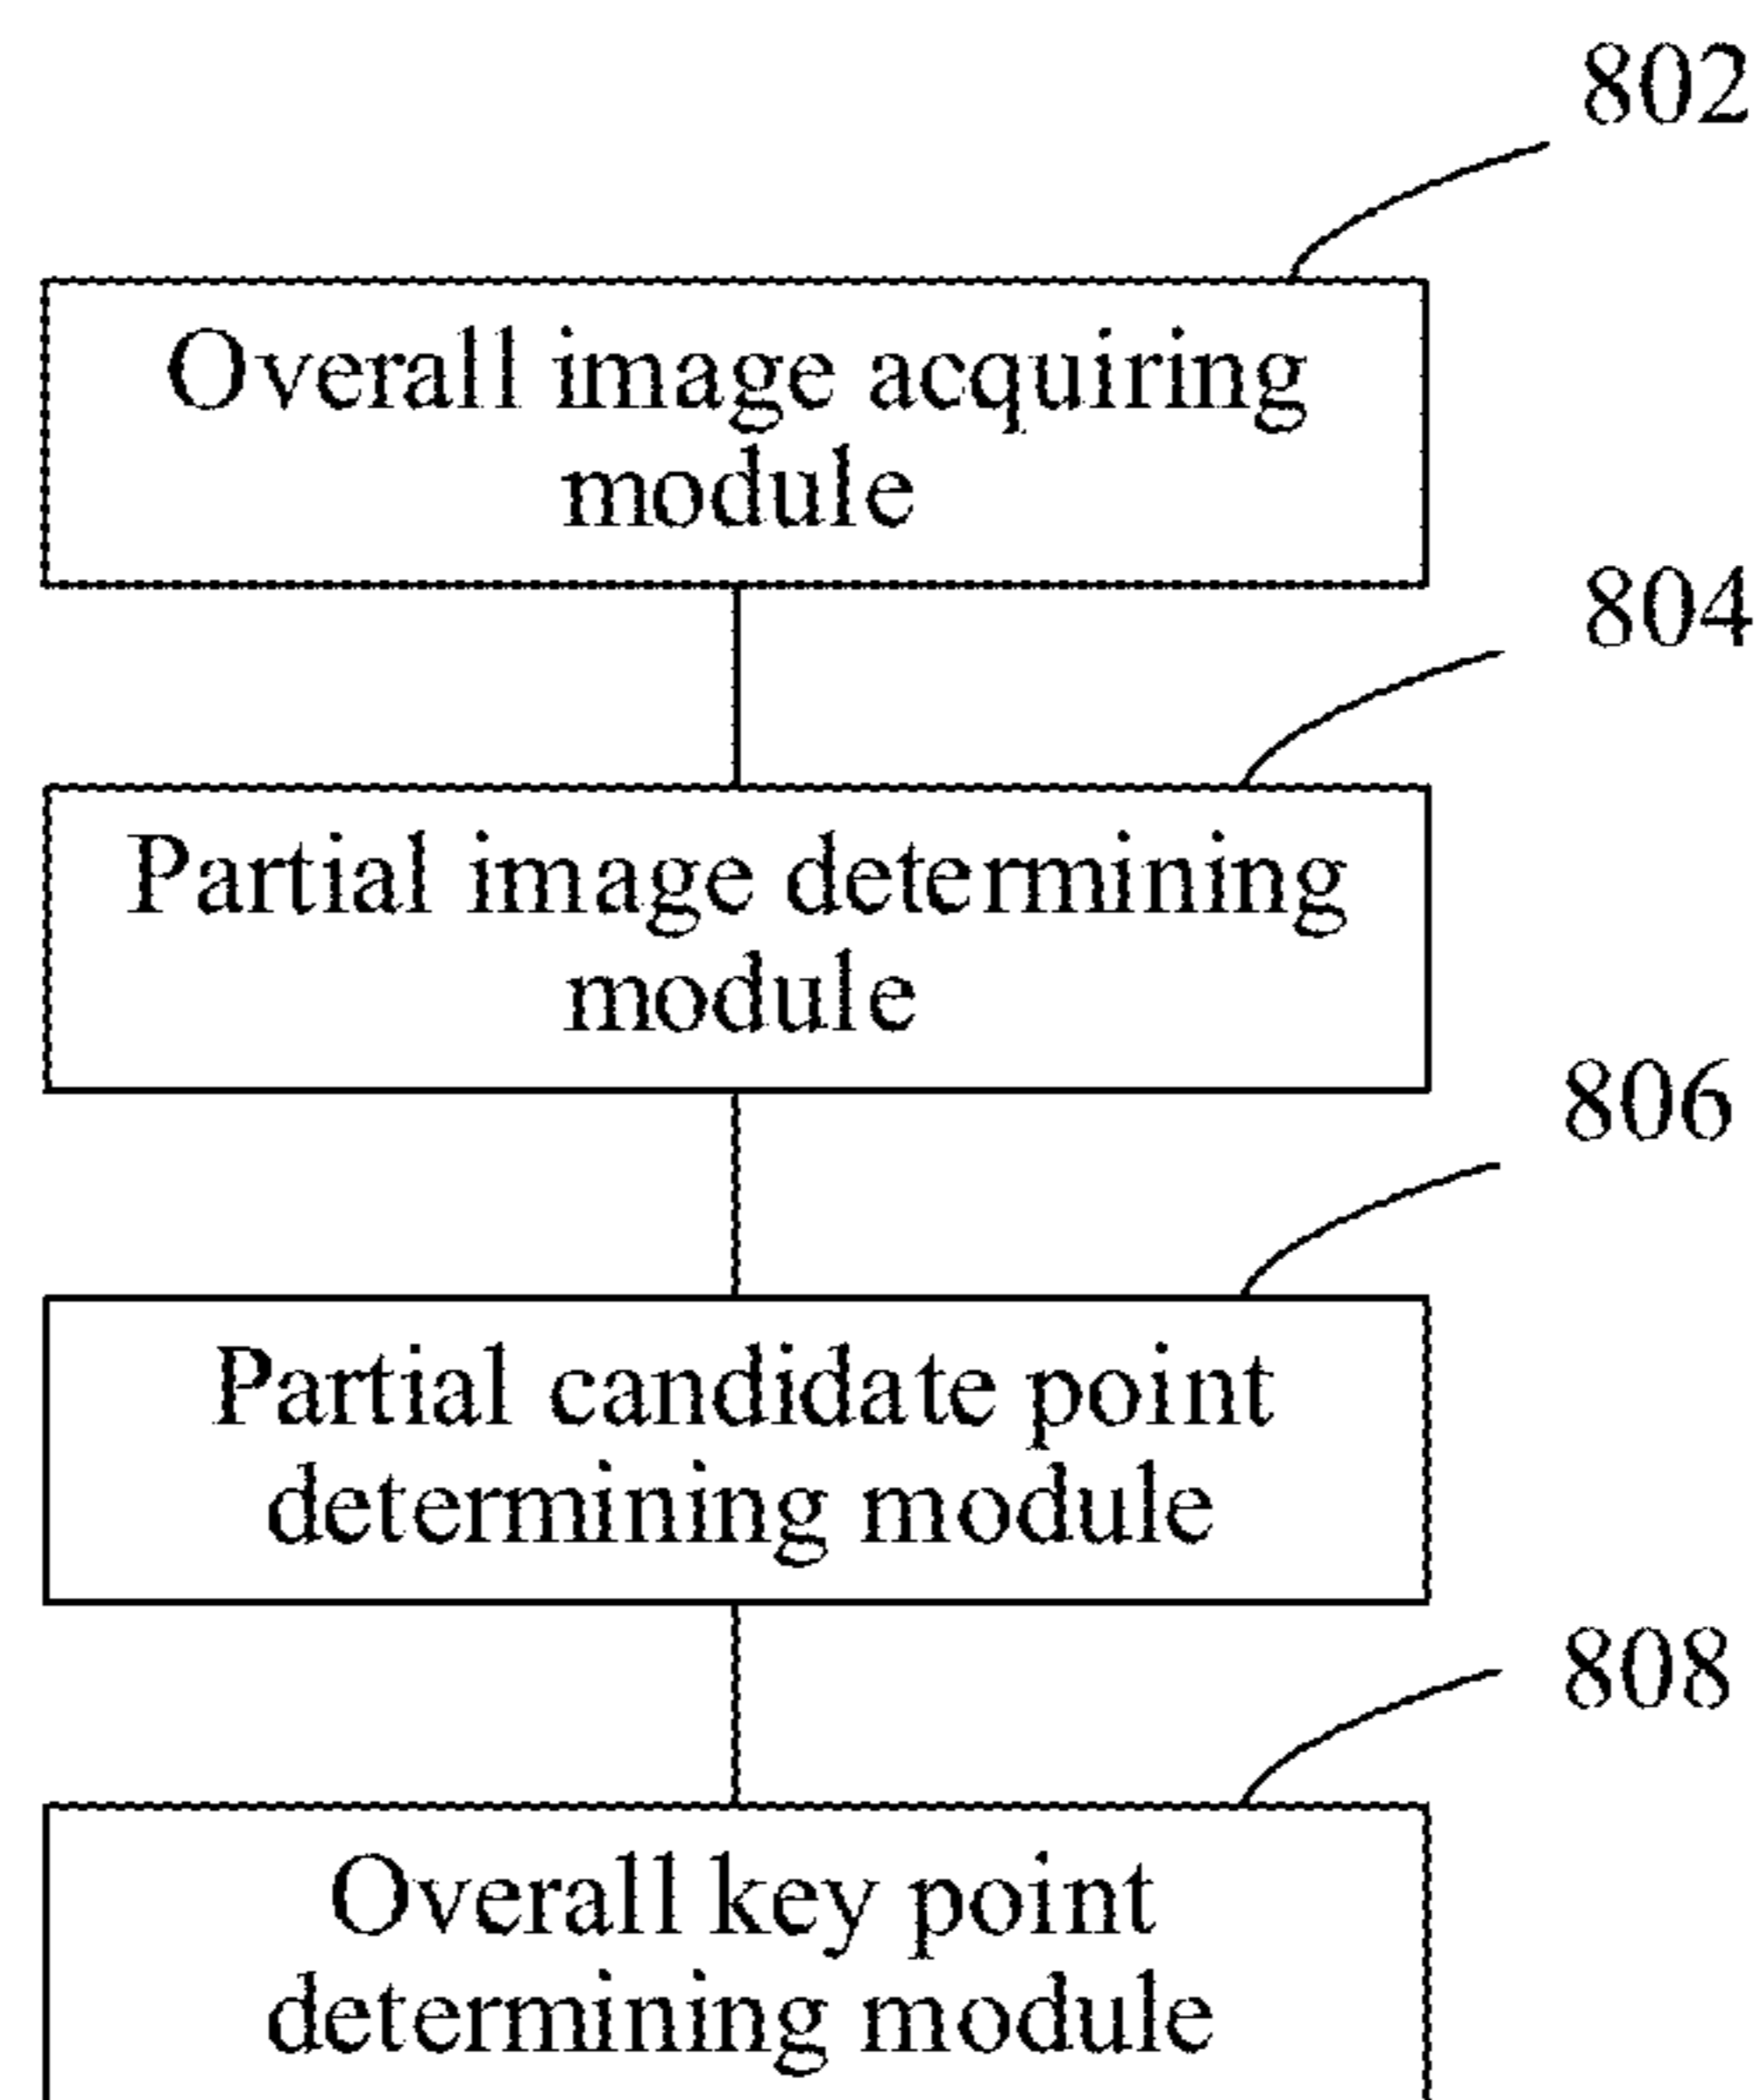 802
Overall image acquiring
module
804
Partial image determining
module
806
Partial candidate point
determining module
808
Overall key point
determining module